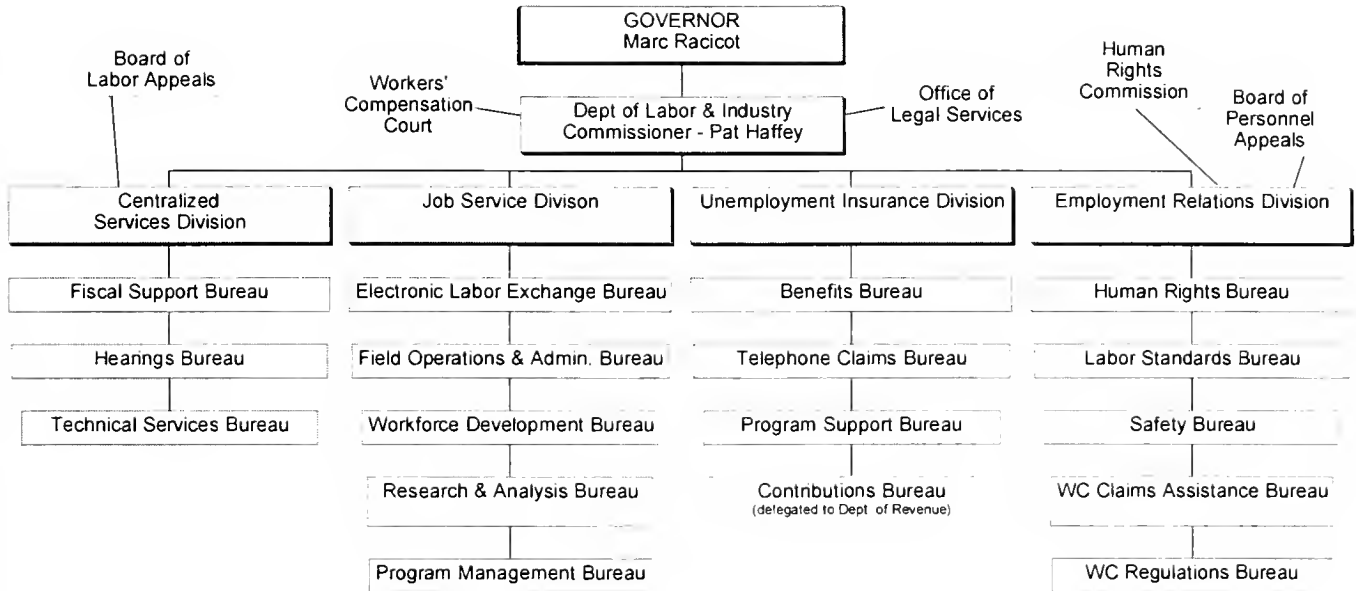 GOVERNOR
Marc Racicot
Board of
Labor Appeals
Workers'
Compensation
Court
Dept of Labor & Industry
Commissioner - Pat Haffey
Office of
Legal Services
Human
Rights
Commission
Board of
Personnel
Appeals
Centralized
Services Division
Job Service Divison
Unemployment Insurance Division
Employment Relations Division
Fiscal Support Bureau
Hearings Bureau
Technical Services Bureau
Electronic Labor Exchange Bureau
Field Operations & Admin. Bureau
Workforce Development Bureau
Research & Analysis Bureau
Program Management Bureau
Benefits Bureau
Telephone Claims Bureau
Program Support Bureau
Contributions Bureau
(delegated to Dept. of Revenue)
Human Rights Bureau
Labor Standards Bureau
Safety Bureau
WC Claims Assistance Bureau
WC Regulations Bureau